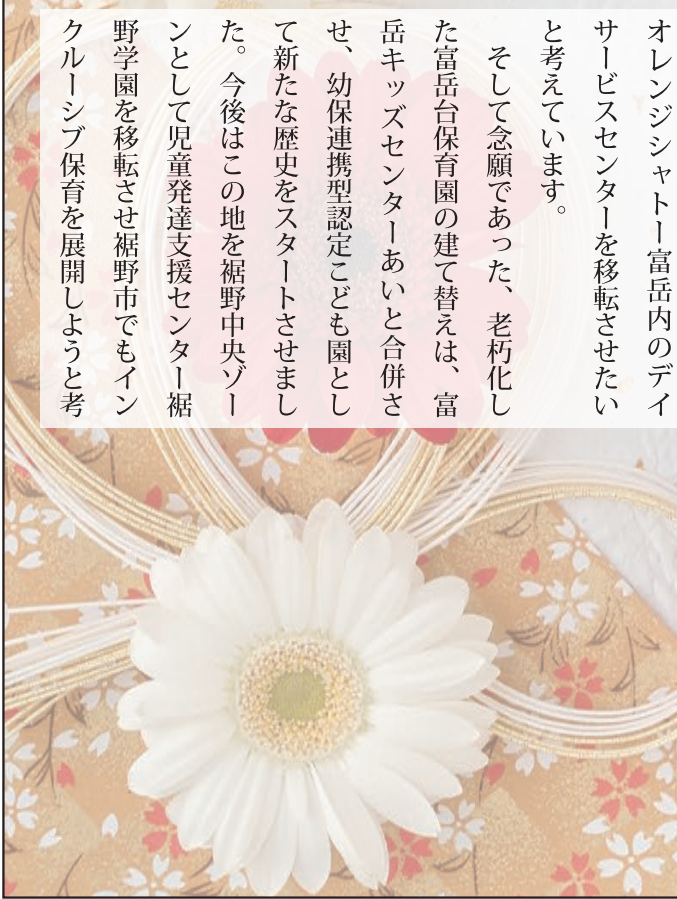 オレンジシャトー富岳内のデイ
サービスセンターを移転させたい
と考えています。
そして念願であった、老朽化し
た富岳台保育園の建て替えは、富
岳キッズセンターあいと合併さ
せ、幼保連携型認定こども園とし
て新たな歴史をスタートさせまし
た。今後はこの地を裾野中央ゾー
ンとして児童発達支援センター裾
野学園を移転させ裾野市でもイン
クルーシブ保育を展開しようと考